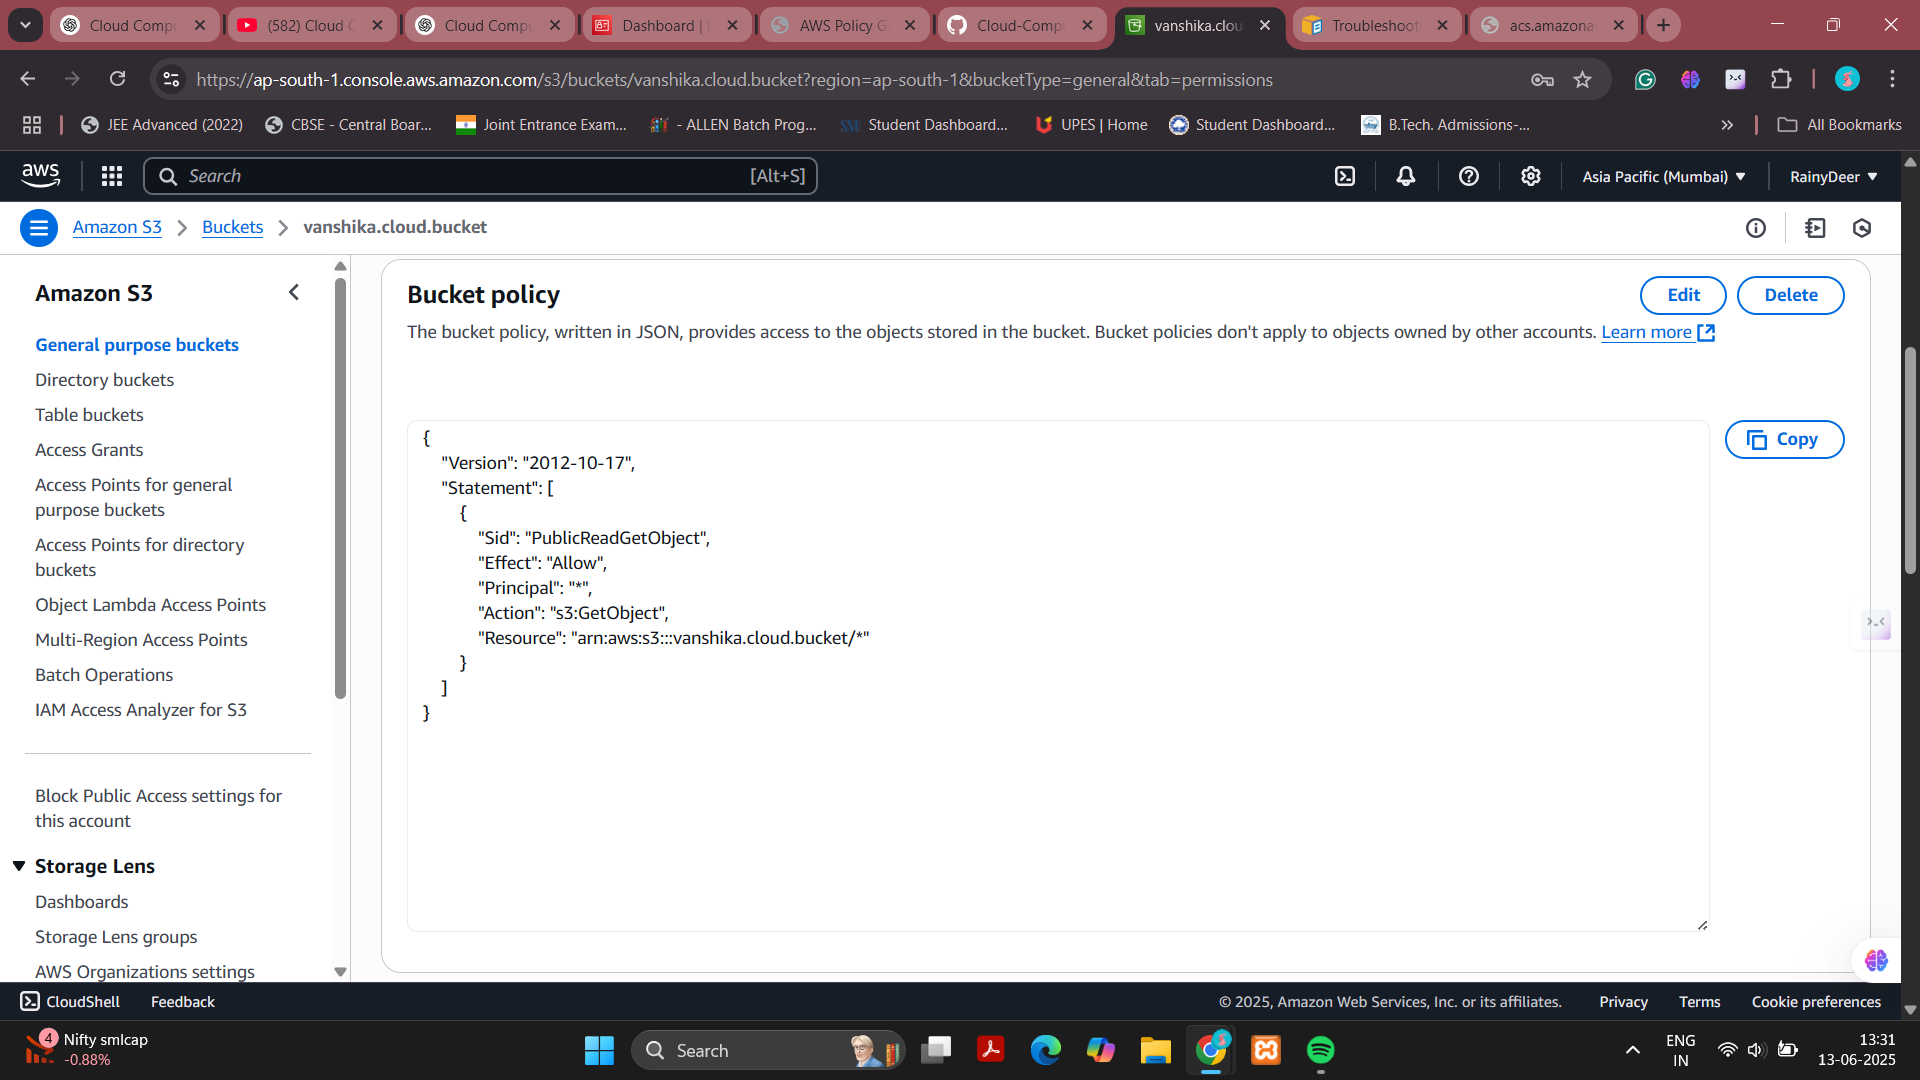 Cloud Comp
(582) Cloud C
Cloud Comp
Dashboard |
AWS Policy G
Cloud-Comp
vanshika.clou
Troubleshoot
acs.amazona
https://ap-south-1.console.aws.amazon.com/s3/buckets/vanshika.cloud.bucket?region=ap-south-1&bucketType=general&tab=permissions
JEE Advanced (2022)
CBSE - Central Boar...
Joint Entrance Exam...
- ALLEN Batch Prog...
Student Dashboard...
UPES | Home
Student Dashboard...
B.Tech. Admissions-...
All Bookmarks
aws
Search
[Alt+S]
Asia Pacific (Mumbai)
RainyDeer
Amazon S3
Buckets
vanshika.cloud.bucket
Amazon S3
General purpose buckets
Directory buckets
Table buckets
Access Grants
Access Points for general
purpose buckets
Access Points for directory
buckets
Object Lambda Access Points
Multi-Region Access Points
Batch Operations
IAM Access Analyzer for S3
Block Public Access settings for
this account
Storage Lens
Dashboards
Storage Lens groups
AWS Organizations settings
Bucket policy
Edit
Delete
The bucket policy, written in JSON, provides access to the objects stored in the bucket. Bucket policies don't apply to objects owned by other accounts. Learn more
Copy
{
"Version": "2012-10-17",
"Statement": [
{
"Sid": "PublicReadGetObject",
"Effect": "Allow",
"Principal": "*",
"Action": "s3:GetObject",
"Resource": "arn:aws:s3:::vanshika.cloud.bucket/*"
}
]
}
CloudShell
Feedback
© 2025, Amazon Web Services, Inc. or its affiliates.
Privacy
Terms
Cookie preferences
4
Nifty smlcap
-0.88%
Search
ENG
IN
13:31
13-06-2025